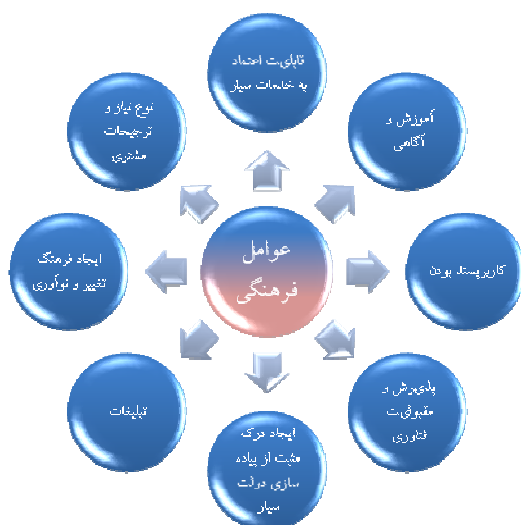 عوامل
فرهنگی
قابلیت اعتماد
به خدمات سیار
آموزش و
آگاهی
کاربرپسند بودن
پذیرش و
مقبولیت
فناوری
ایجاد درک
مثبت از پیاده
سازی دولت
سیار
تبلیغات
ایجاد فرهنگ
تغییر و نوآوری
نوع نیاز و
ترجیحات
مشتری